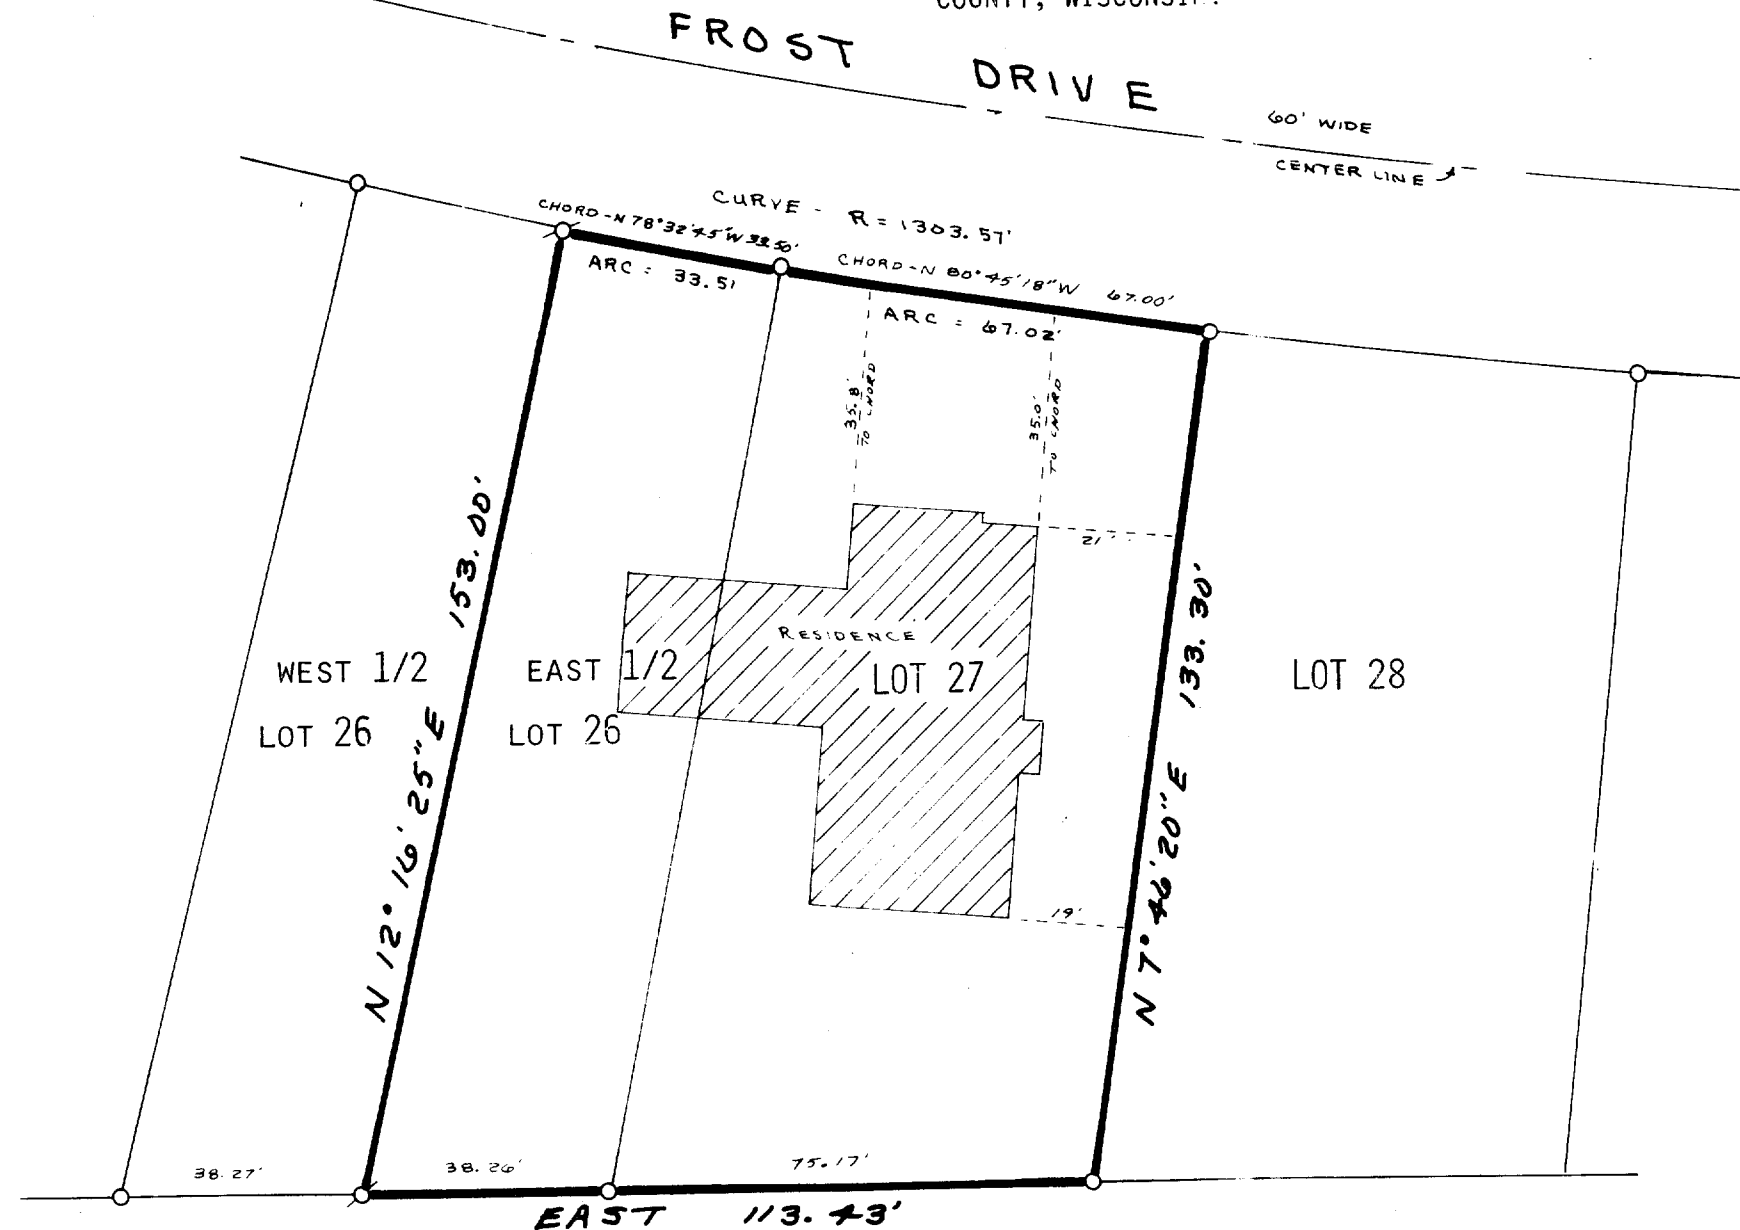 COUNTY, WISCONSIN.
FROST DRIVE
60' WIDE
CENTER LINE
CURVE - R = 1303.57'
CHORD-N 78°32'45"W 33.50'
ARC = 33.51
CHORD-N 80°45'18"W 67.00'
ARC = 67.02'
35.8'
TO CHORD
35.0'
TO CHORD
21'
N 12° 16' 25" E 153.00'
133.30'
N 7° 46' 20" E
RESIDENCE
WEST 1/2
LOT 26
EAST 1/2
LOT 26
LOT 27
LOT 28
19'
38.27'
38.26'
75.17'
EAST 113.43'